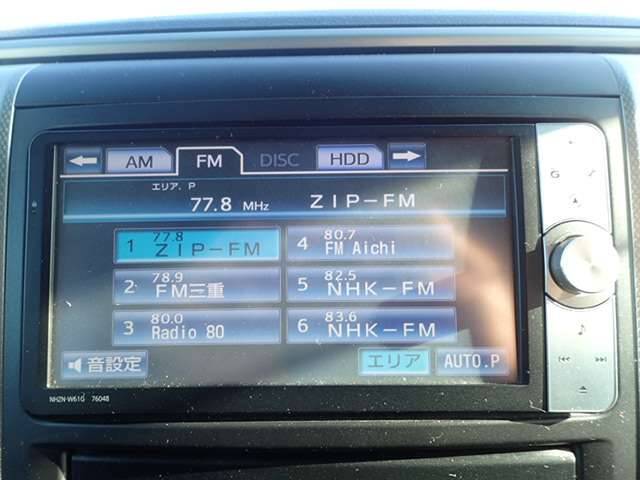 AM FM DISC HDD
エリア. P
77.8 MHz ZIP-FM
1 77.8 ZIP-FM
4 80.7 FM Aichi
2 78.9 FM三重
5 82.5 NHK-FM
3 80.0 Radio 80
6 83.6 NHK-FM
音設定 エリア AUTO.P
NHZN-W61G 76048